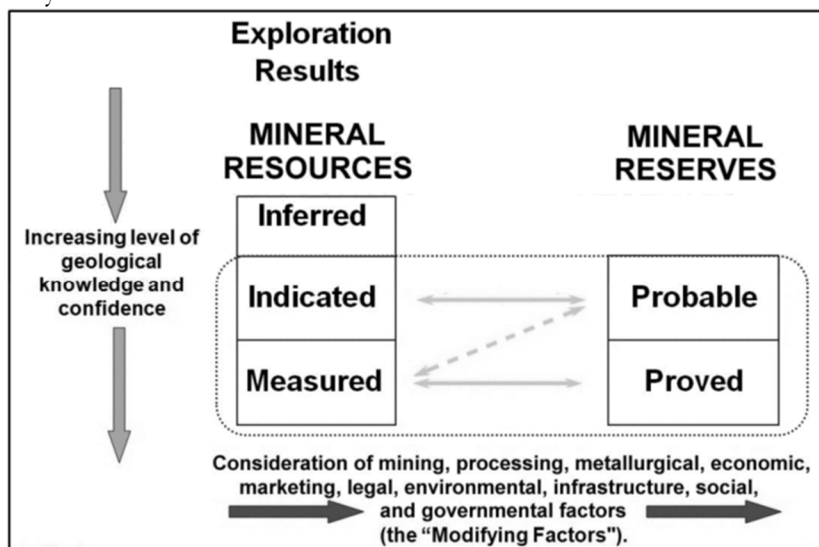 Exploration
Results
MINERAL
RESOURCES
MINERAL
RESERVES
Inferred
Increasing level of
geological
knowledge and
confidence
Indicated
Probable
Measured
Proved
Consideration of mining, processing, metallurgical, economic,
marketing, legal, environmental, infrastructure, social,
and governmental factors
(the “Modifying Factors").